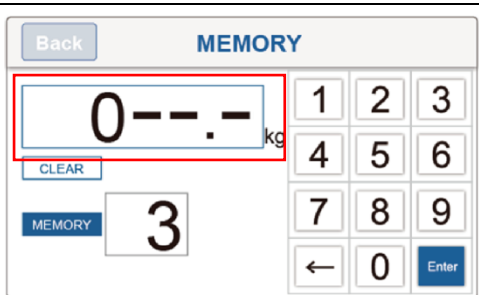 Back MEMORY
0--.- kg
CLEAR
MEMORY 3
1 2 3
4 5 6
7 8 9
← 0 Enter